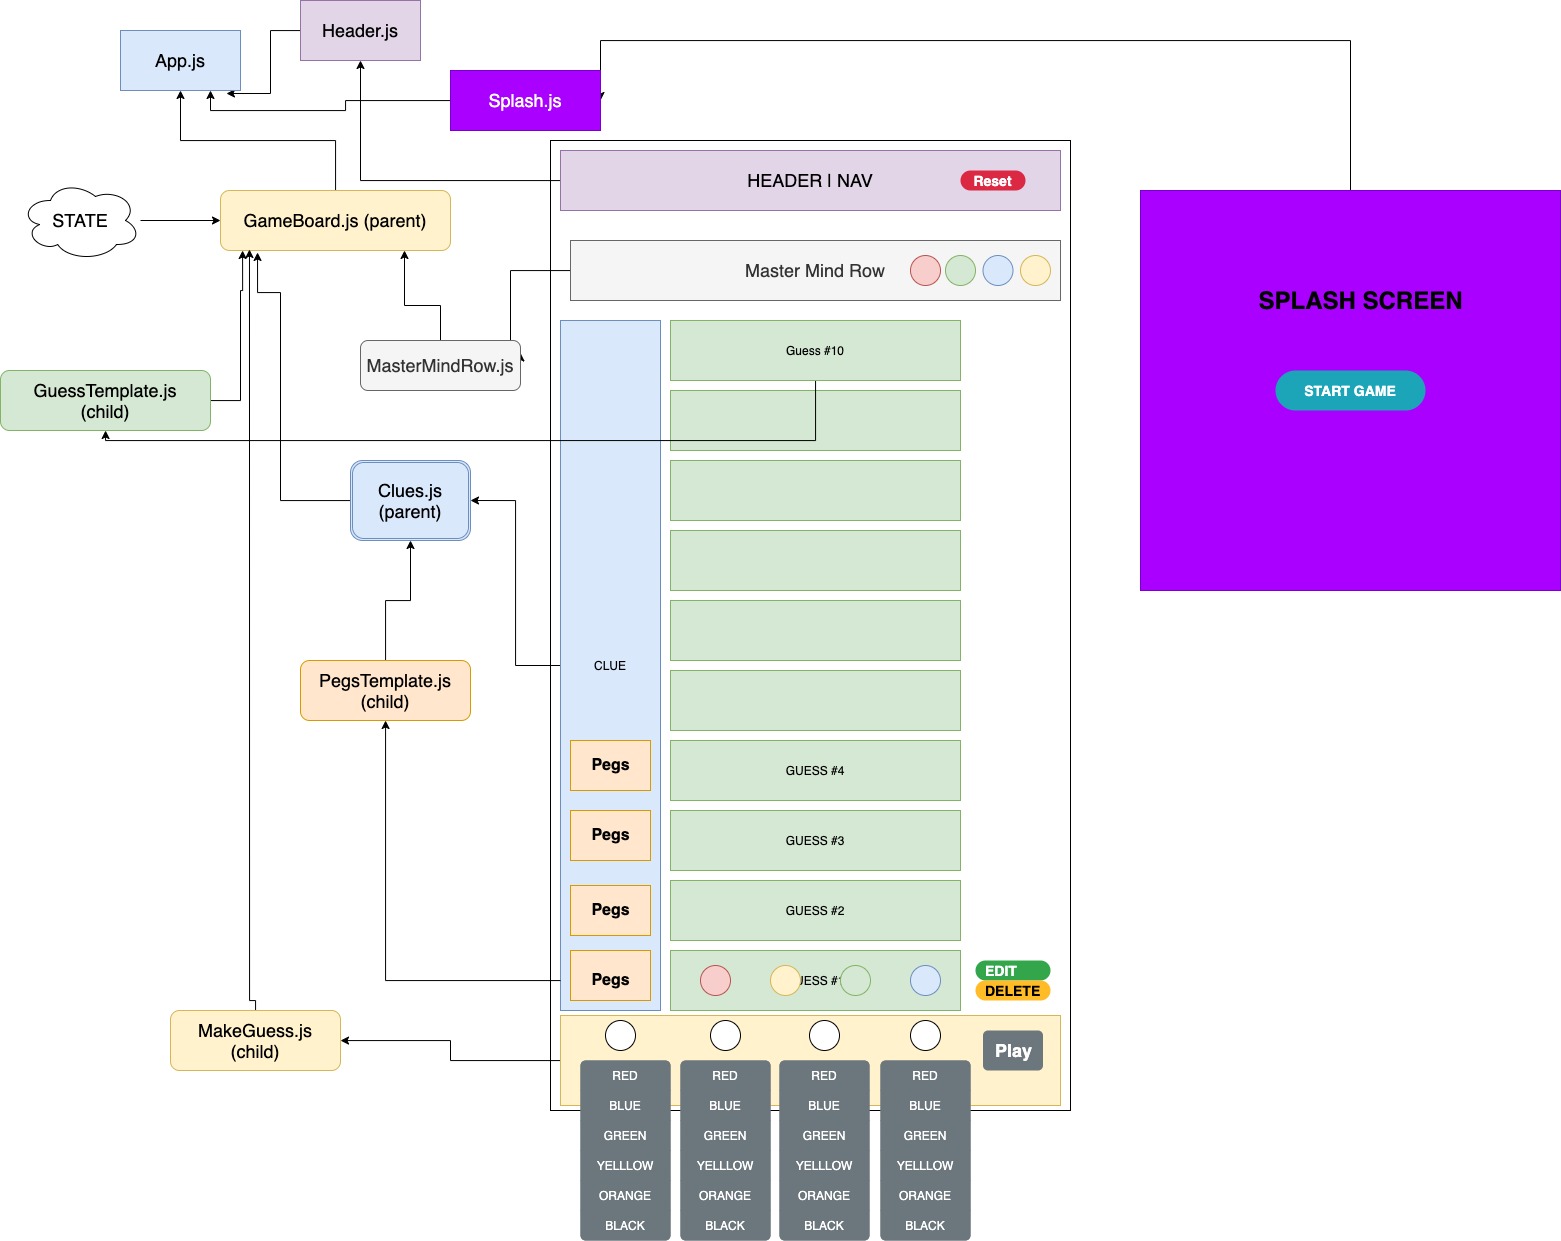 Header.js
App.js
Splash.js
HEADER | NAV
Reset
STATE
GameBoard.js (parent)
Master Mind Row
SPLASH SCREEN
START GAME
MasterMindRow.js
Guess #10
GuessTemplate.js
(child)
Clues.js
(parent)
CLUE
PegsTemplate.js
(child)
Pegs
GUESS #4
Pegs
GUESS #3
Pegs
GUESS #2
Pegs
EDIT
DELETE
MakeGuess.js
(child)
Play
RED
BLUE
GREEN
YELLLOW
ORANGE
BLACK
RED
BLUE
GREEN
YELLLOW
ORANGE
BLACK
RED
BLUE
GREEN
YELLLOW
ORANGE
BLACK
RED
BLUE
GREEN
YELLLOW
ORANGE
BLACK